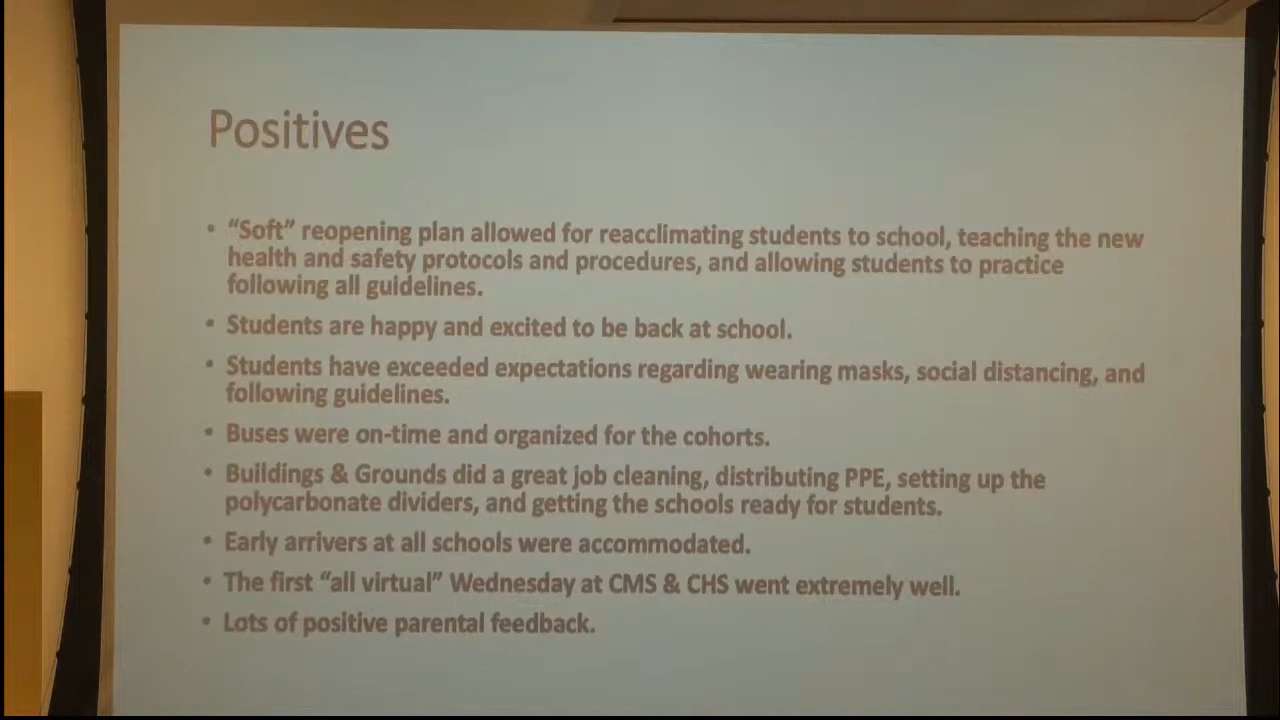 Positives
• “Soft” reopening plan allowed for reacclimating students to school, teaching the new
health and safety protocols and procedures, and allowing students to practice
following all guidelines.
• Students are happy and excited to be back at school.
• Students have exceeded expectations regarding wearing masks, social distancing, and
following guidelines.
• Buses were on-time and organized for the cohorts.
• Buildings & Grounds did a great job cleaning, distributing PPE, setting up the
polycarbonate dividers, and getting the schools ready for students.
• Early arrivers at all schools were accommodated.
• The first “all virtual” Wednesday at CMS & CHS went extremely well.
• Lots of positive parental feedback.